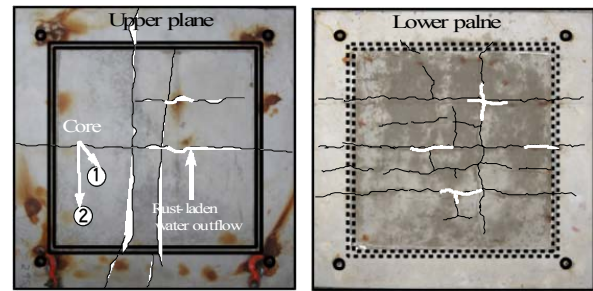 Upper plane
Lower palne
Core
①
②
Rust-laden
water outflow